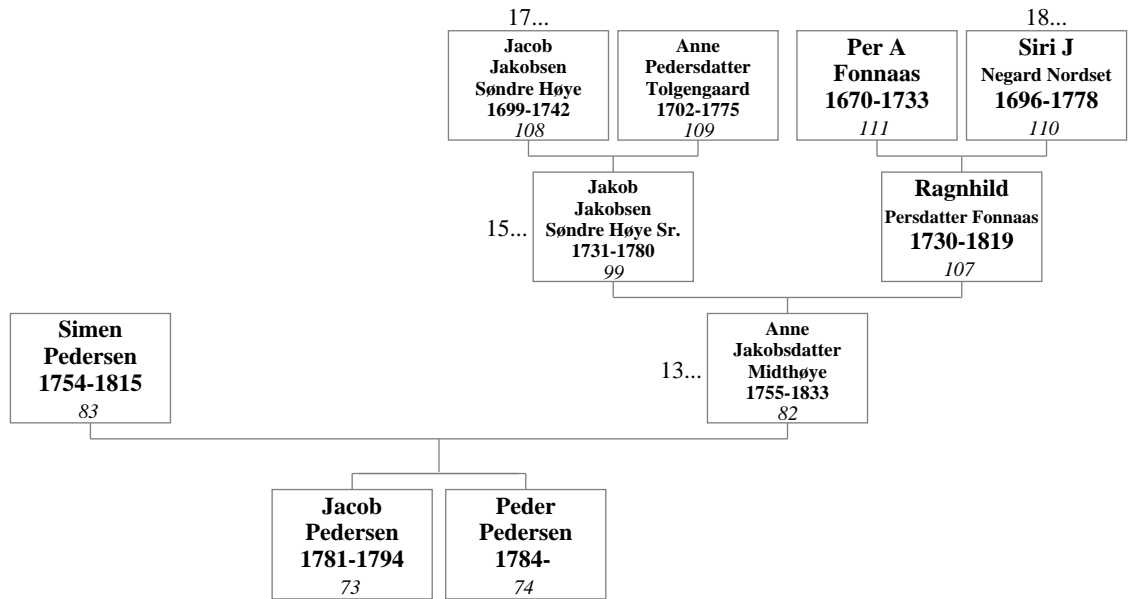 17...
18...
Jacob
Jakobsen
Søndre Høye
1699-1742
108
Anne
Pedersdatter
Tolgengaard
1702-1775
109
Per A
Fonnaas
1670-1733
111
Siri J
Negard Nordset
1696-1778
110
15...
Jakob
Jakobsen
Søndre Høye Sr.
1731-1780
99
Ragnhild
Persdatter Fonnaas
1730-1819
107
Simen
Pedersen
1754-1815
83
13...
Anne
Jakobsdatter
Midthøye
1755-1833
82
Jacob
Pedersen
1781-1794
73
Peder
Pedersen
1784-
74